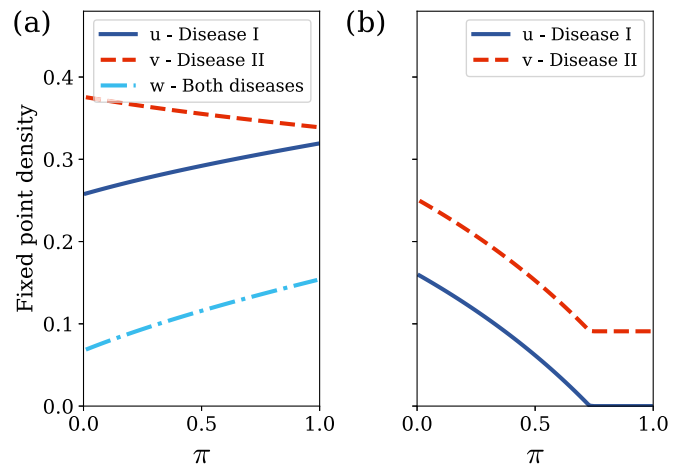 (a)
u - Disease I
v - Disease II
w - Both diseases
Fixed point density
0.4
0.3
0.2
0.1
0.0
0.0 0.5 1.0
π
(b)
u - Disease I
v - Disease II
0.0 0.5 1.0
π